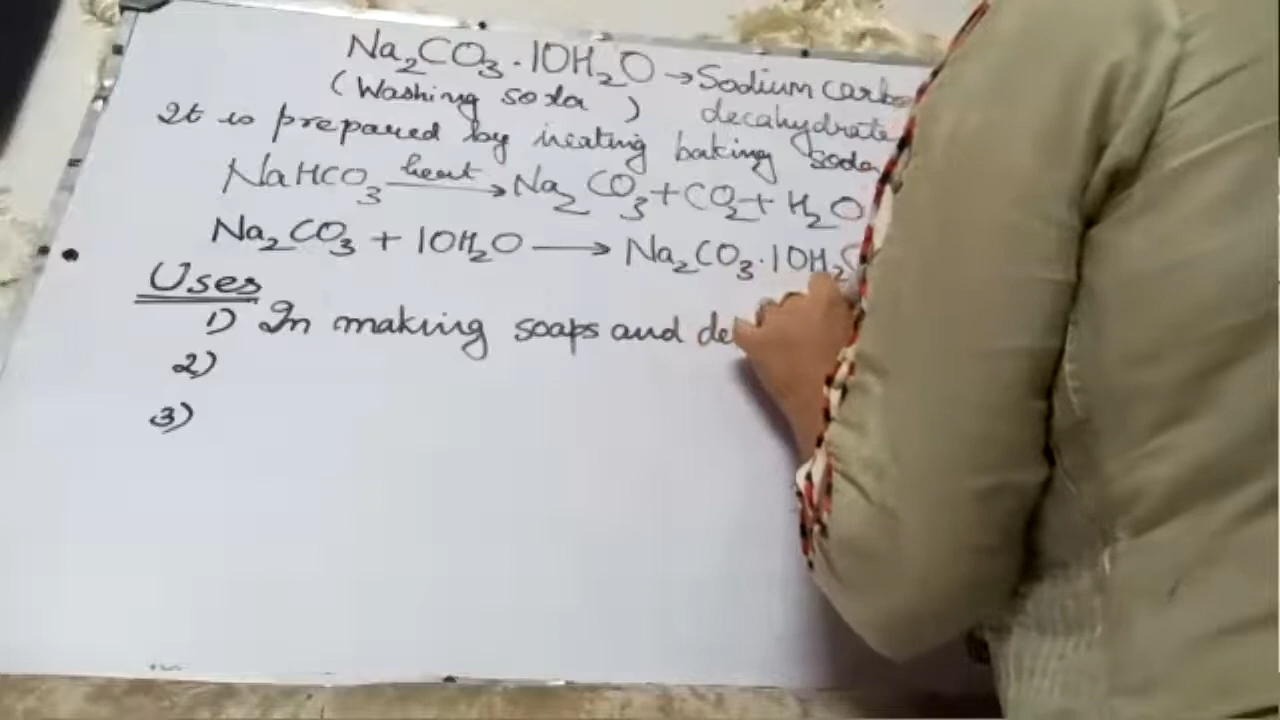 Na₂CO₃·10H₂O → Sodium carbo
(Washing soda) decahydrate
It is prepared by heating baking soda
NaHCO₃ heat → Na₂CO₃ + CO₂ + H₂O
Na₂CO₃ + 10H₂O → Na₂CO₃·10H₂O
Uses
1) In making soaps and de
2)
3)